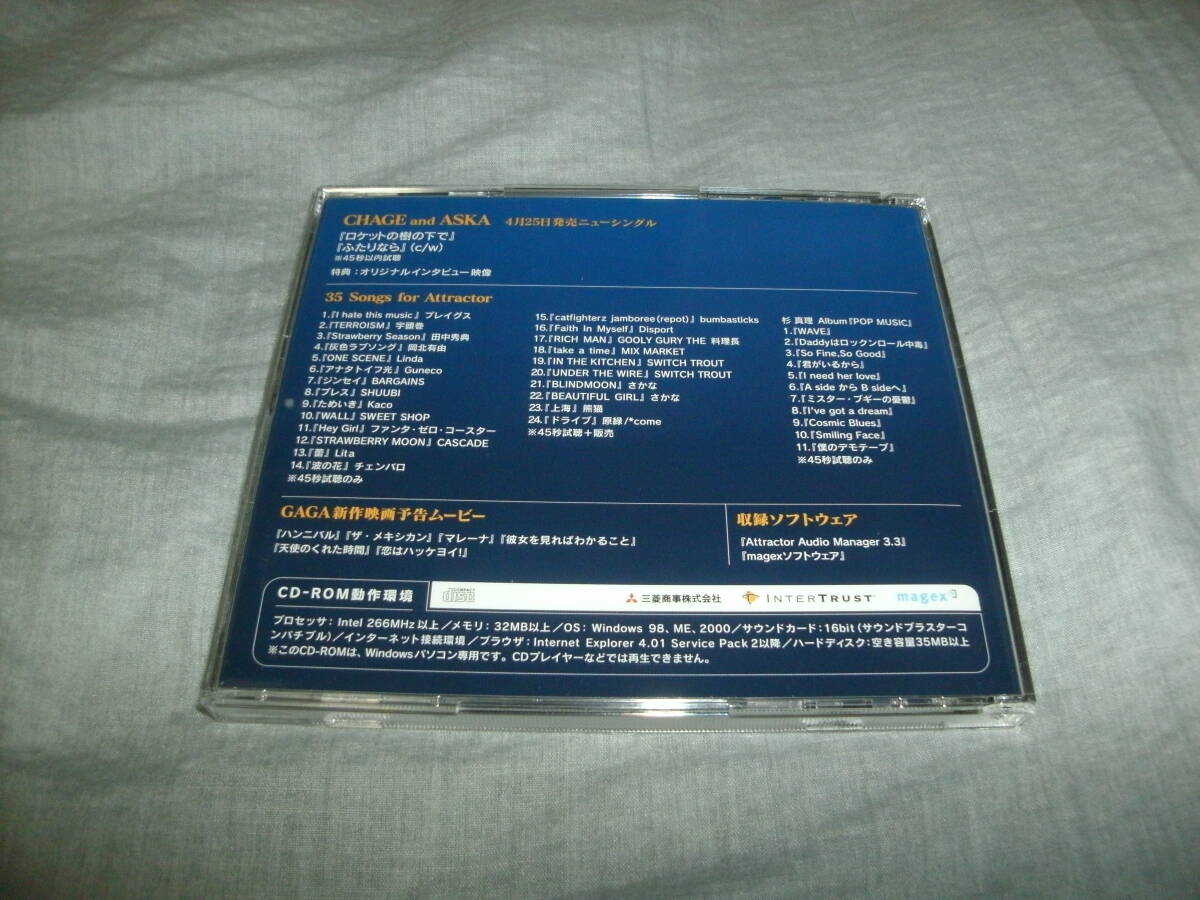 CHAGE and ASKA 4月25日発売ニューシングル
『ロケットの樹の下で』
『ふたりなら』(c/w)
※45秒以内試聴
特典：オリジナルインタビュー映像
35 Songs for Attractor
1.『I hate this music』 プレイグス
2.『TERROISM』 宇頭巻
3.『Strawberry Season』 田中秀典
4.『灰色ラブソング』 岡北有由
5.『ONE SCENE』 Linda
6.『アナタトイフ光』 Guneco
7.『ジンセイ』 BARGAINS
8.『ブレス』 SHUUBI
9.『ためいき』 Kaco
10.『WALL』 SWEET SHOP
11.『Hey Girl』 ファンタ・ゼロ・コースター
12.『STRAWBERRY MOON』 CASCADE
13.『蕾』 Lita
14.『波の花』 チェンバロ
※45秒試聴のみ
15.『catfighterz jamboree(repot)』 bumbasticks
16.『Faith In Myself』 Disport
17.『RICH MAN』 GOOLY GURY THE 料理長
18.『take a time』 MIX MARKET
19.『IN THE KITCHEN』 SWITCH TROUT
20.『UNDER THE WIRE』 SWITCH TROUT
21.『BLINDMOON』 さかな
22.『BEAUTIFUL GIRL』 さかな
23.『上海』 熊猫
24.『ドライブ』 原緑/*come
※45秒試聴＋販売
杉 真理 Album『POP MUSIC』
1.『WAVE』
2.『Daddyはロックンロール中毒』
3.『So Fine,So Good』
4.『君がいるから』
5.『I need her love』
6.『A side から B sideへ』
7.『ミスター・ブギーの憂鬱』
8.『I've got a dream』
9.『Cosmic Blues』
10.『Smiling Face』
11.『僕のデモテープ』
※45秒試聴のみ
GAGA新作映画予告ムービー
『ハンニバル』『ザ・メキシカン』『マレーナ』『彼女を見ればわかること』
『天使のくれた時間』『恋はハッケヨイ!』
収録ソフトウェア
『Attractor Audio Manager 3.3』
『magexソフトウェア』
CD-ROM動作環境 COMPACT disc 三菱商事株式会社 INTERTRUST magex
プロセッサ：Intel 266MHz以上／メモリ：32MB以上／OS：Windows 98、ME、2000／サウンドカード：16bit（サウンドブラスターコ
ンパチブル）／インターネット接続環境／ブラウザ：Internet Explorer 4.01 Service Pack 2以降／ハードディスク：空き容量35MB以上
※このCD-ROMは、Windowsパソコン専用です。CDプレイヤーなどでは再生できません。